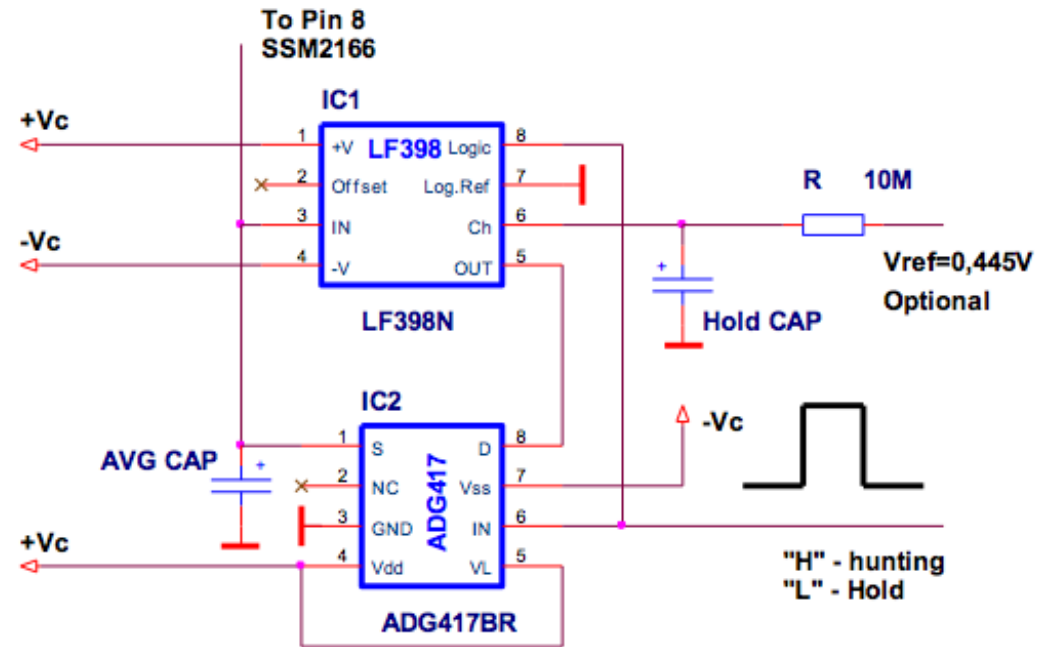 To Pin 8
SSM2166
IC1
+Vc
1
+V
LF398
Logic
8
2
Offset
Log.Ref
7
R
10M
3
IN
Ch
6
-Vc
4
-V
OUT
5
Vref=0,445V
Optional
+
Hold CAP
LF398N
IC2
-Vc
1
S
D
8
AVG CAP
+
2
NC
Vss
7
ADG417
3
GND
IN
6
+Vc
4
Vdd
VL
5
"H" - hunting
"L" - Hold
ADG417BR